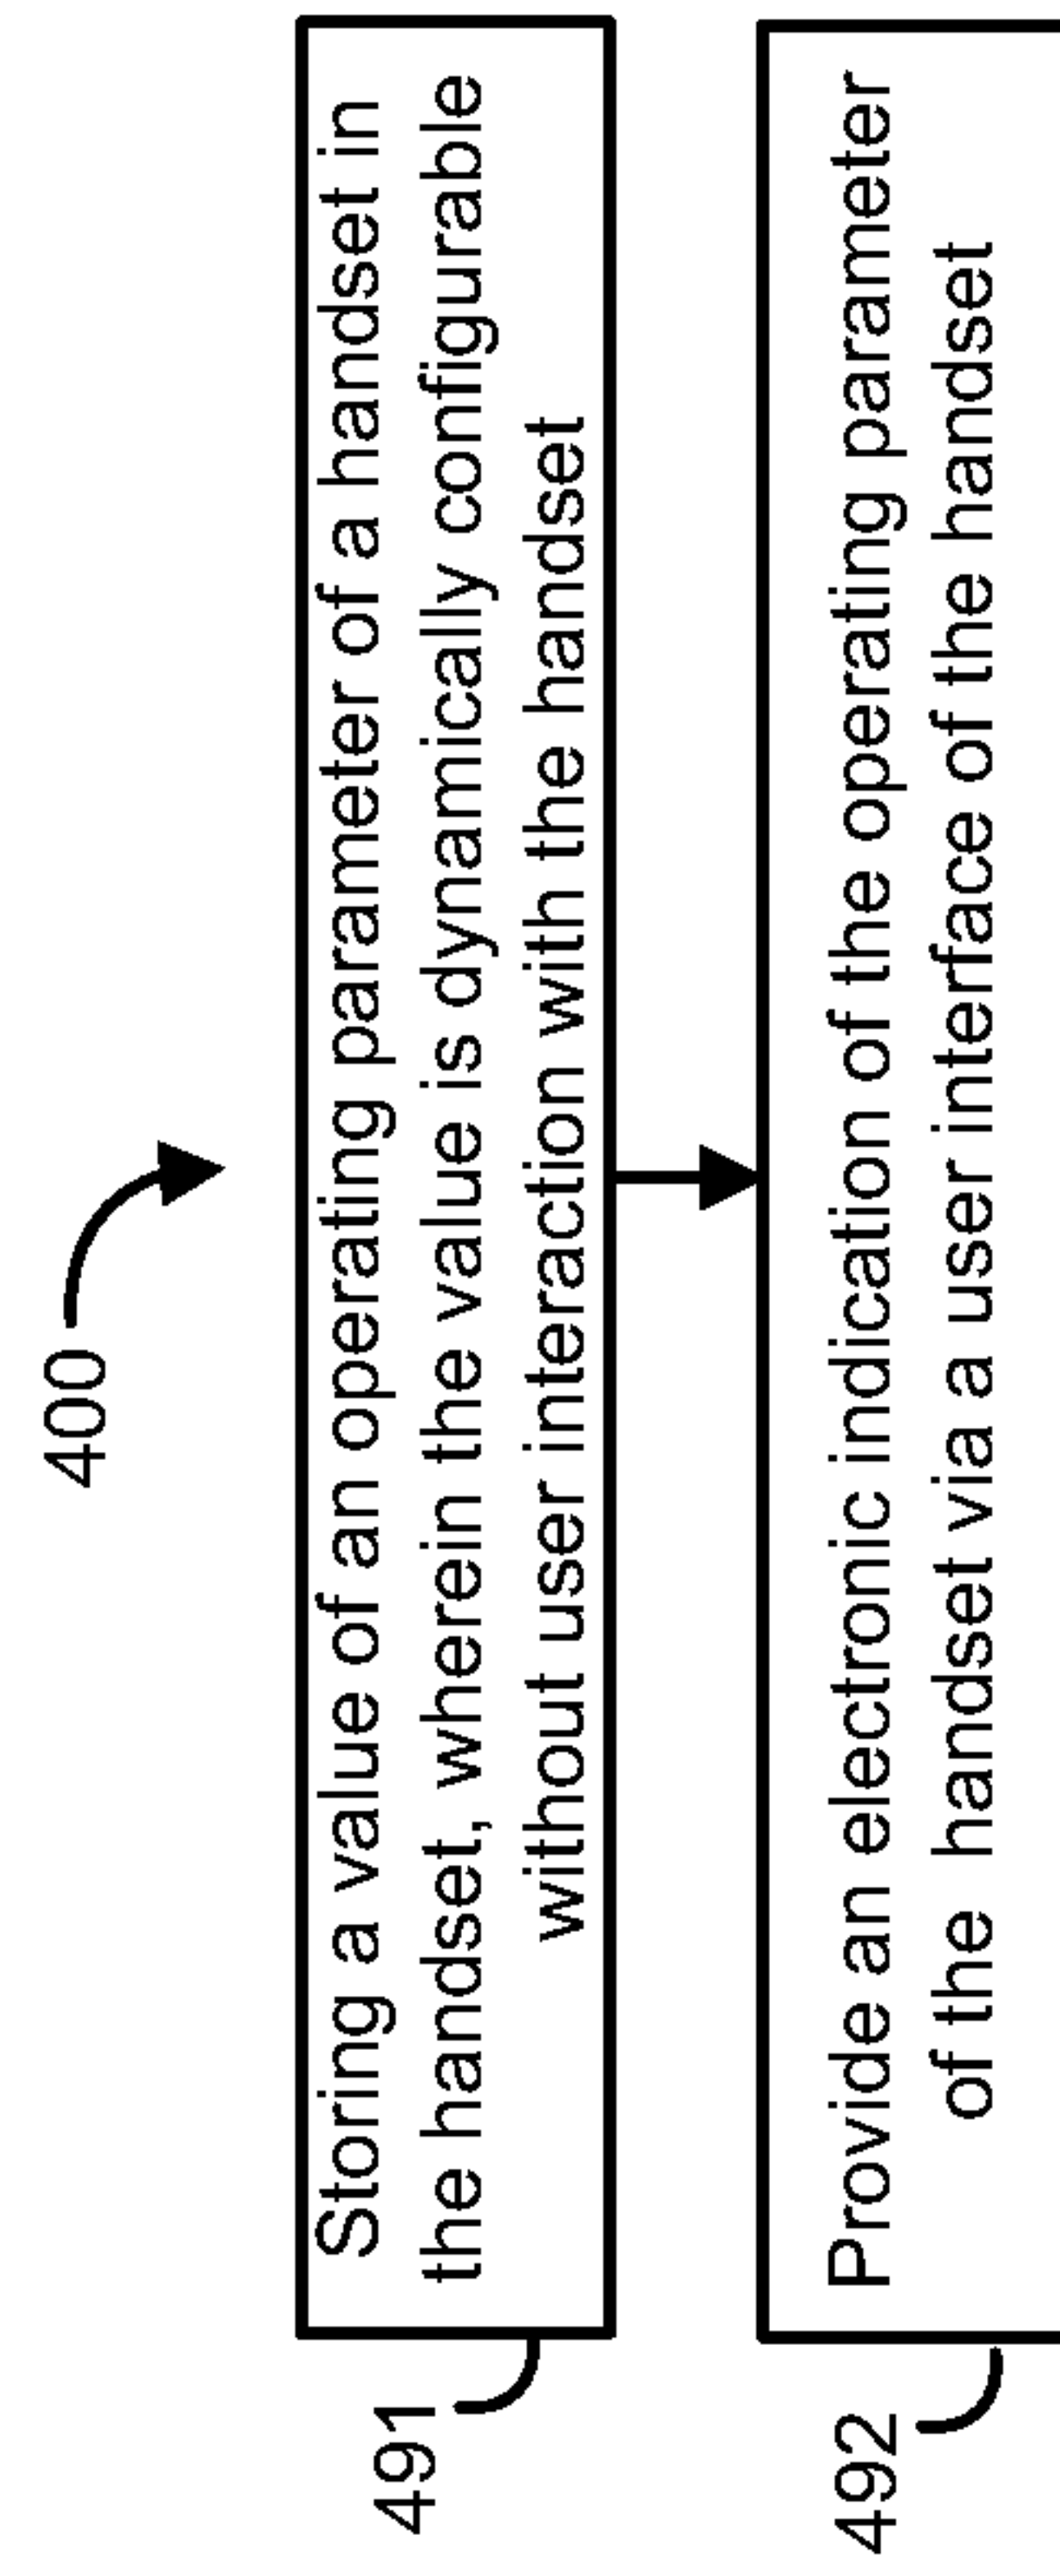 400
491
Storing a value of an operating parameter of a handset in
the handset, wherein the value is dynamically configurable
without user interaction with the handset
492
Provide an electronic indication of the operating parameter
of the handset via a user interface of the handset